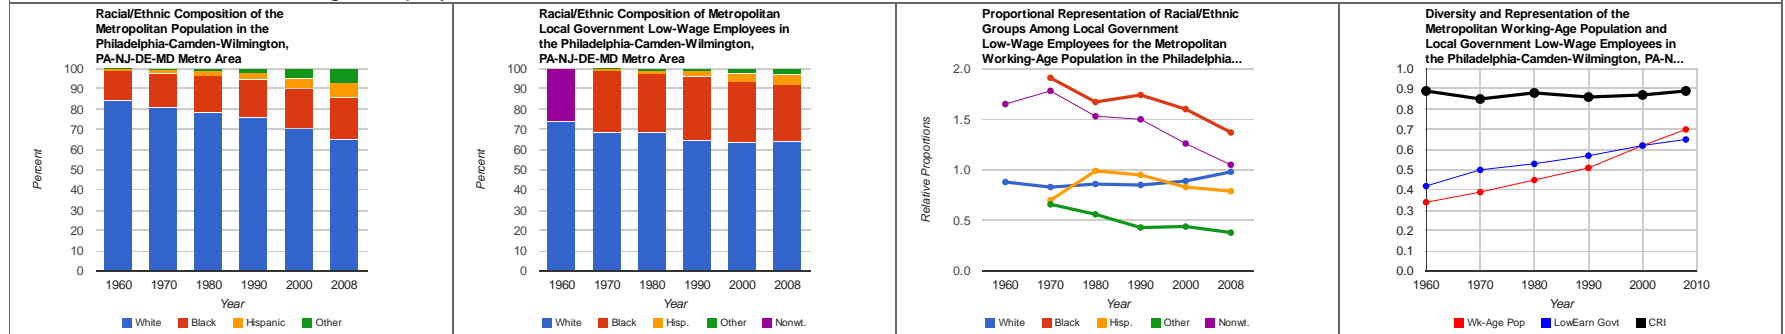 Racial/Ethnic Composition of the
Metropolitan Population in the
Philadelphia-Camden-Wilmington,
PA-NJ-DE-MD Metro Area
Percent
100
90
80
70
60
50
40
30
20
10
0
1960 1970 1980 1990 2000 2008
Year
White Black Hispanic Other
Racial/Ethnic Composition of Metropolitan
Local Government Low-Wage Employees in
the Philadelphia-Camden-Wilmington,
PA-NJ-DE-MD Metro Area
Percent
100
90
80
70
60
50
40
30
20
10
0
1960 1970 1980 1990 2000 2008
Year
White Black Hisp. Other Nonwt.
Proportional Representation of Racial/Ethnic
Groups Among Local Government
Low-Wage Employees for the Metropolitan
Working-Age Population in the Philadelphia...
Relative Proportions
2.0
1.5
1.0
0.5
0.0
1960 1970 1980 1990 2000 2008
Year
White Black Hisp. Other Nonwt.
Diversity and Representation of the
Metropolitan Working-Age Population and
Local Government Low-Wage Employees in
the Philadelphia-Camden-Wilmington, PA-N...
1.0
0.9
0.8
0.7
0.6
0.5
0.4
0.3
0.2
0.1
0.0
1960 1970 1980 1990 2000 2010
Year
Wk-Age Pop LowEarn Govt CRI